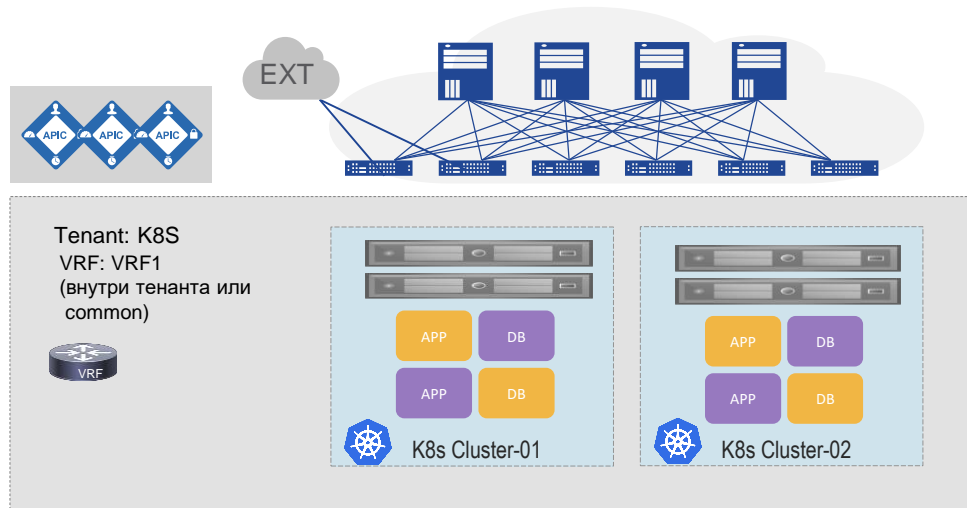 EXT
APIC
APIC
APIC
Tenant: K8S
VRF: VRF1
(внутри тенанта или
common)
VRF
APP
DB
APP
DB
K8s Cluster-01
APP
DB
APP
DB
K8s Cluster-02